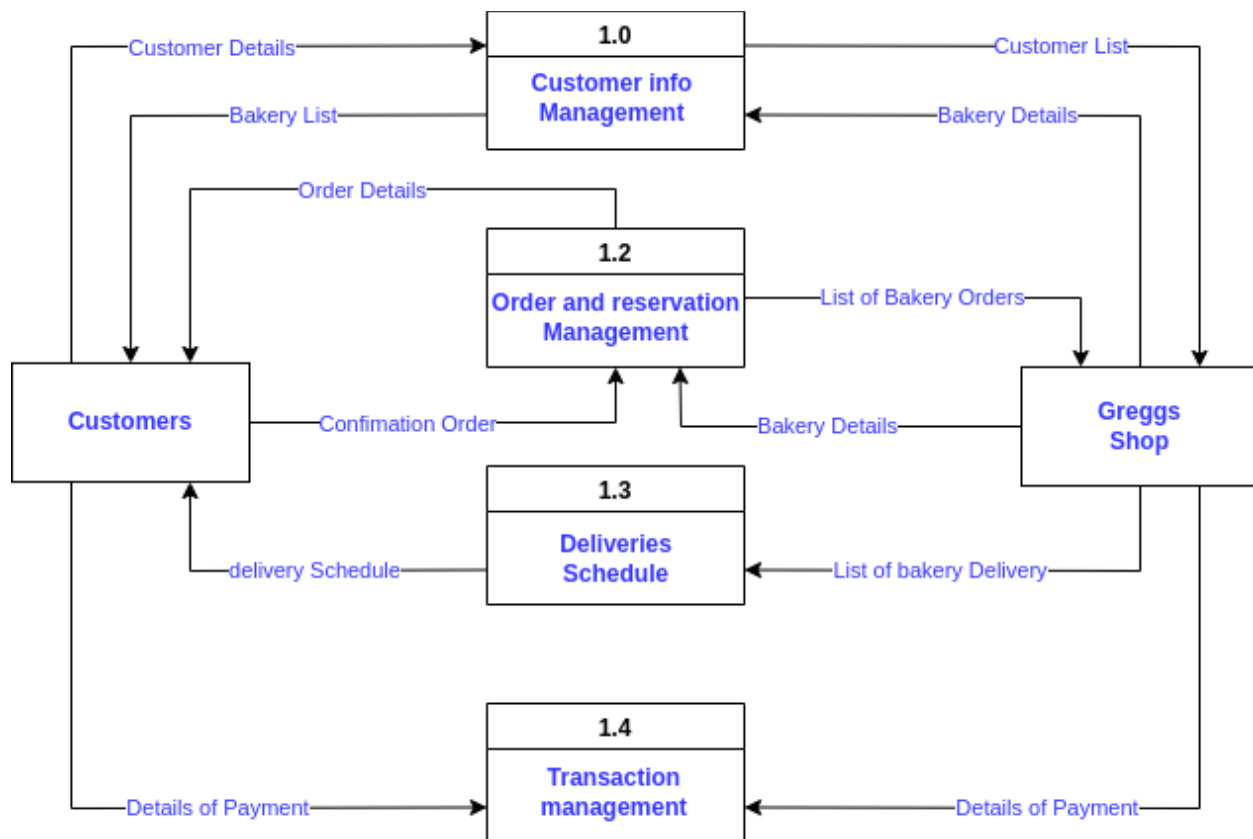 1.0
Customer Details
Customer List
Customer info
Management
Bakery List
Bakery Details
Order Details
1.2
Order and reservation
Management
List of Bakery Orders
Customers
Confimation Order
Bakery Details
Greggs
Shop
1.3
Deliveries
Schedule
delivery Schedule
List of bakery Delivery
1.4
Transaction
management
Details of Payment
Details of Payment